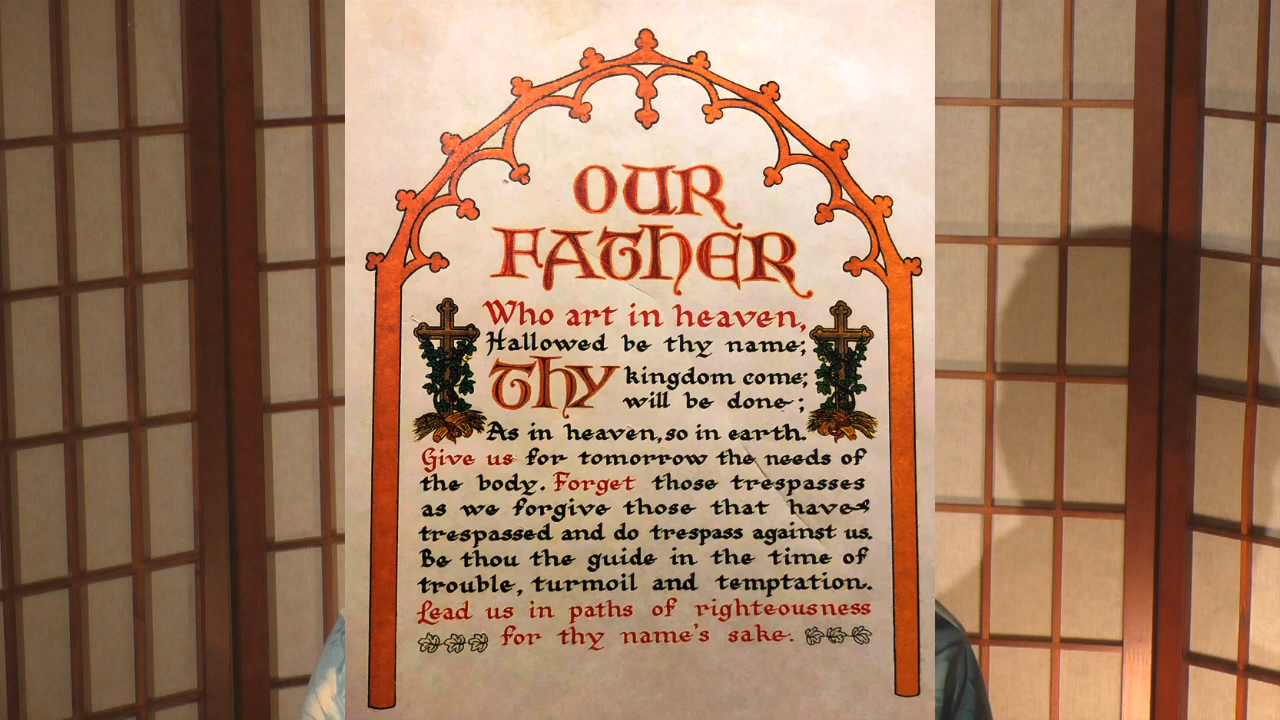 OUR
FATHER
Who art in heaven,
Hallowed be thy name;
Thy kingdom come;
will be done;
As in heaven, so in earth.
Give us for tomorrow the needs of
the body. Forget those trespasses
as we forgive those that have
trespassed and do trespass against us.
Be thou the guide in the time of
trouble, turmoil and temptation.
Lead us in paths of righteousness
for thy name's sake.